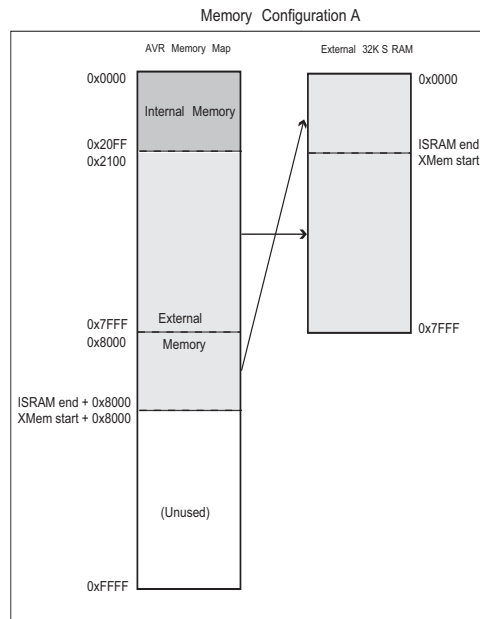 Memory Configuration A
AVR Memory Map
0x0000
Internal Memory
0x20FF
0x2100
0x7FFF
External
0x8000
Memory
ISRAM end + 0x8000
XMem start + 0x8000
(Unused)
0xFFFF
External 32K S RAM
0x0000
ISRAM end
XMem start
0x7FFF